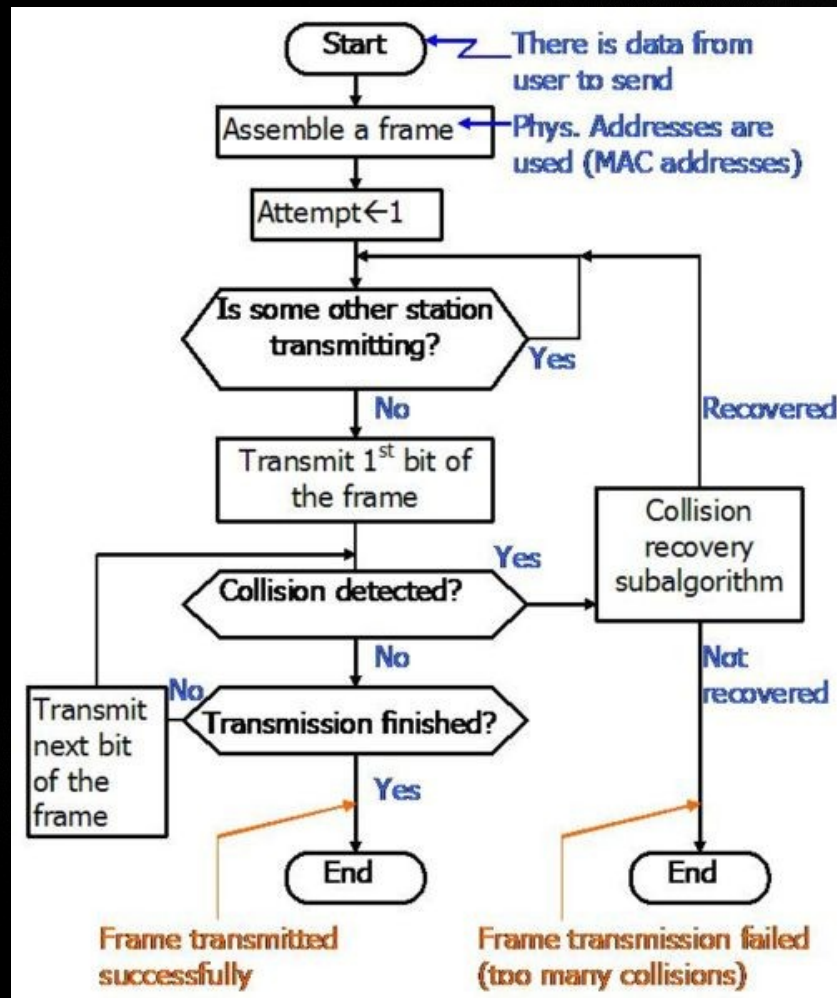 Start
There is data from
user to send
Assemble a frame
Phys. Addresses are
used (MAC addresses)
Attempt←1
Is some other station
transmitting?
Yes
No
Recovered
Transmit 1st bit of
the frame
Collision
recovery
subalgorithm
Yes
Collision detected?
No
Not
recovered
No
Transmit
next bit
of the
frame
Transmission finished?
Yes
End
End
Frame transmitted
successfully
Frame transmission failed
(too many collisions)